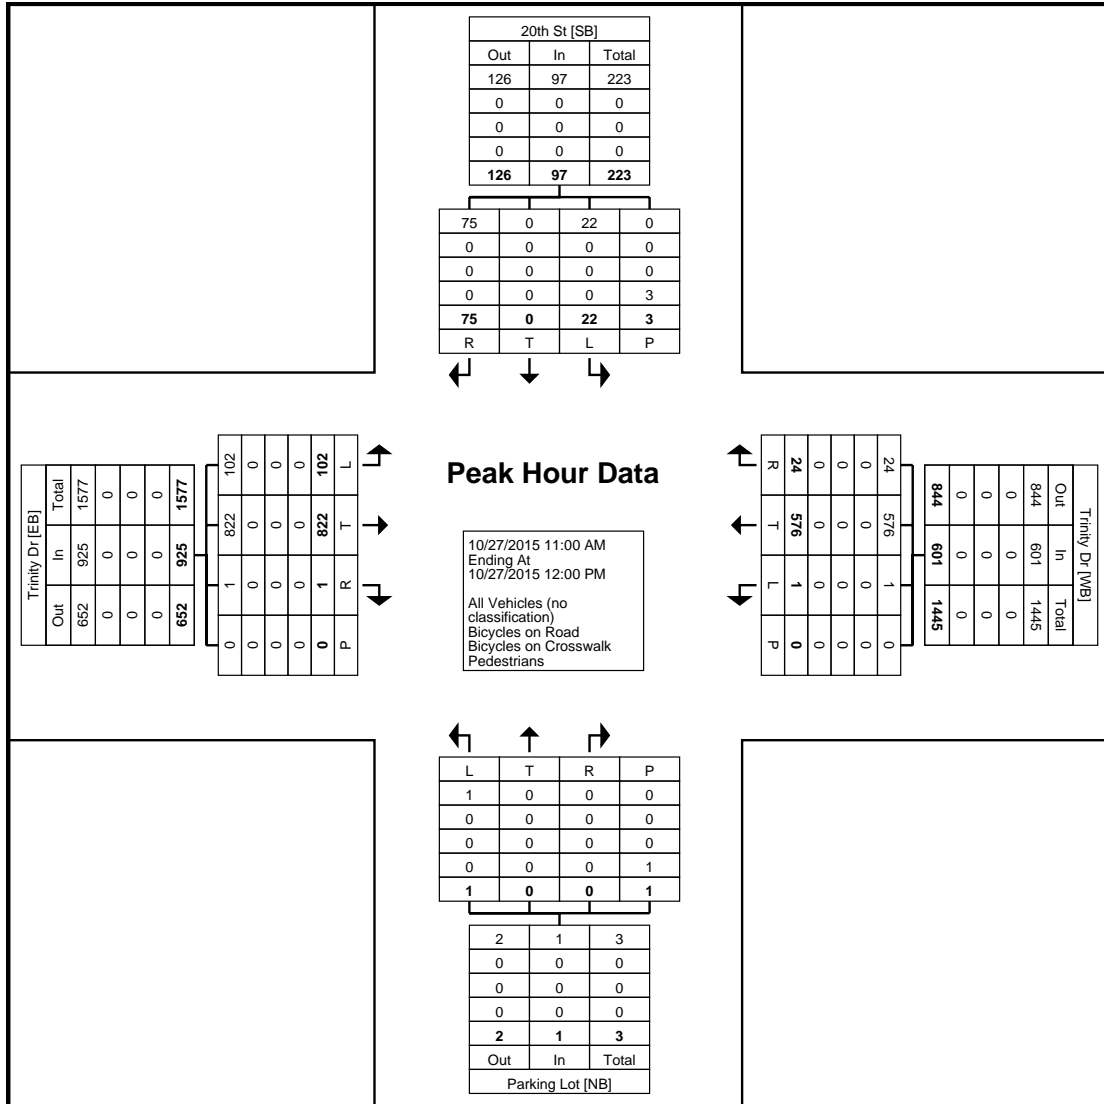 20th St [SB]
Out In Total
126 97 223
0 0 0
0 0 0
0 0 0
126 97 223
75 0 22 0
0 0 0 0
0 0 0 0
0 0 0 3
75 0 22 3
R T L P
Trinity Dr [EB]
Total In Out
1577 925 652
0 0 0
0 0 0
0 0 0
1577 925 652
102 822 1 0
0 0 0 0
0 0 0 0
0 0 0 0
102 822 1 0
L T R P
Peak Hour Data
10/27/2015 11:00 AM
Ending At
10/27/2015 12:00 PM
All Vehicles (no
classification)
Bicycles on Road
Bicycles on Crosswalk
Pedestrians
Trinity Dr [WB]
Out In Total
844 601 1445
0 0 0
0 0 0
0 0 0
844 601 1445
24 576 1 0
0 0 0 0
0 0 0 0
0 0 0 0
24 576 1 0
R T L P
L T R P
1 0 0 0
0 0 0 0
0 0 0 0
0 0 0 1
1 0 0 1
2 1 3
0 0 0
0 0 0
0 0 0
2 1 3
Out In Total
Parking Lot [NB]